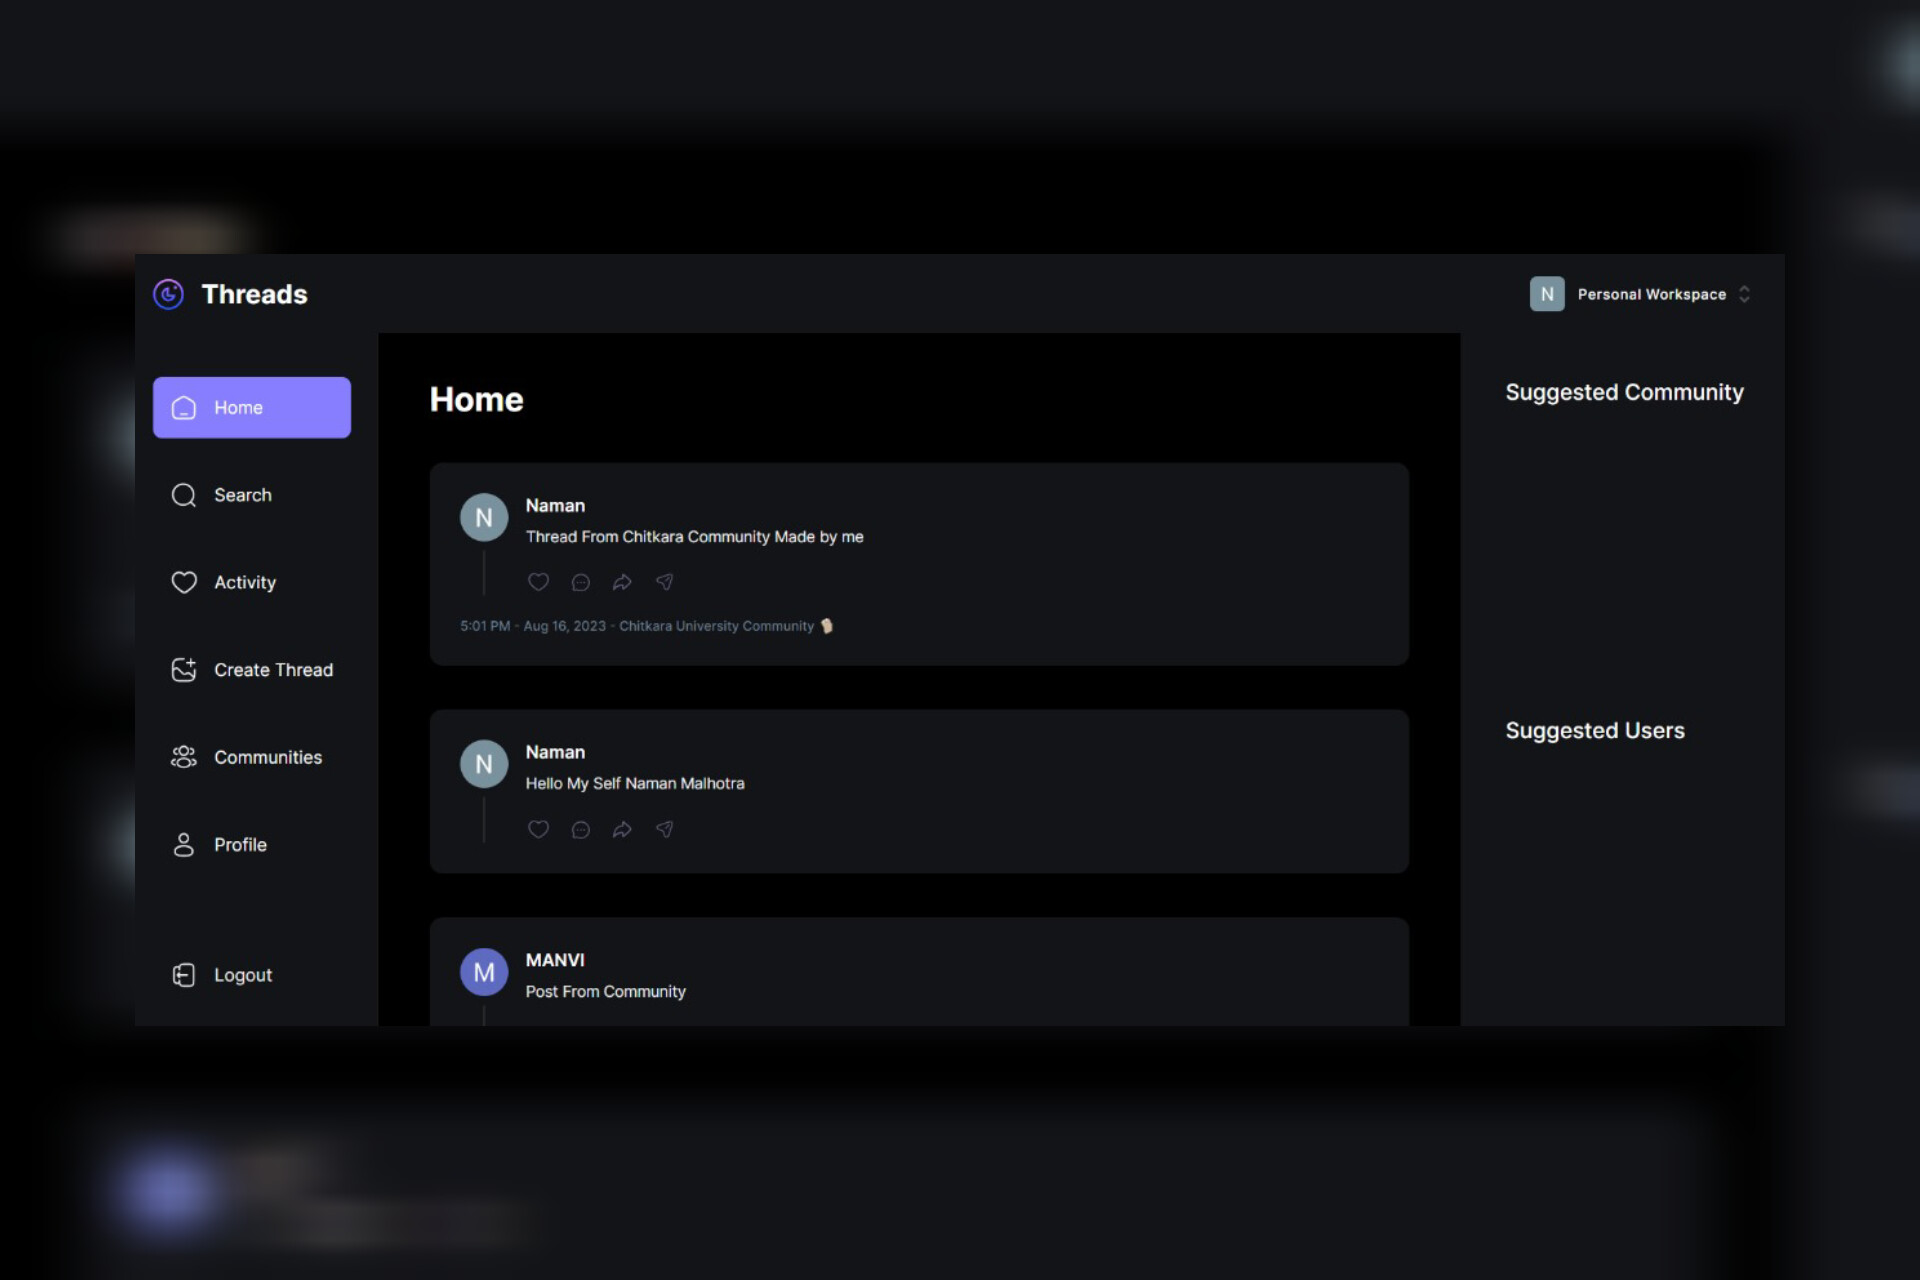 Threads
N Personal Workspace
Home
Search
Activity
Create Thread
Communities
Profile
Logout
Home
N Naman
Thread From Chitkara Community Made by me
5:01 PM - Aug 16, 2023 - Chitkara University Community
N Naman
Hello My Self Naman Malhotra
M MANVI
Post From Community
Suggested Community
Suggested Users